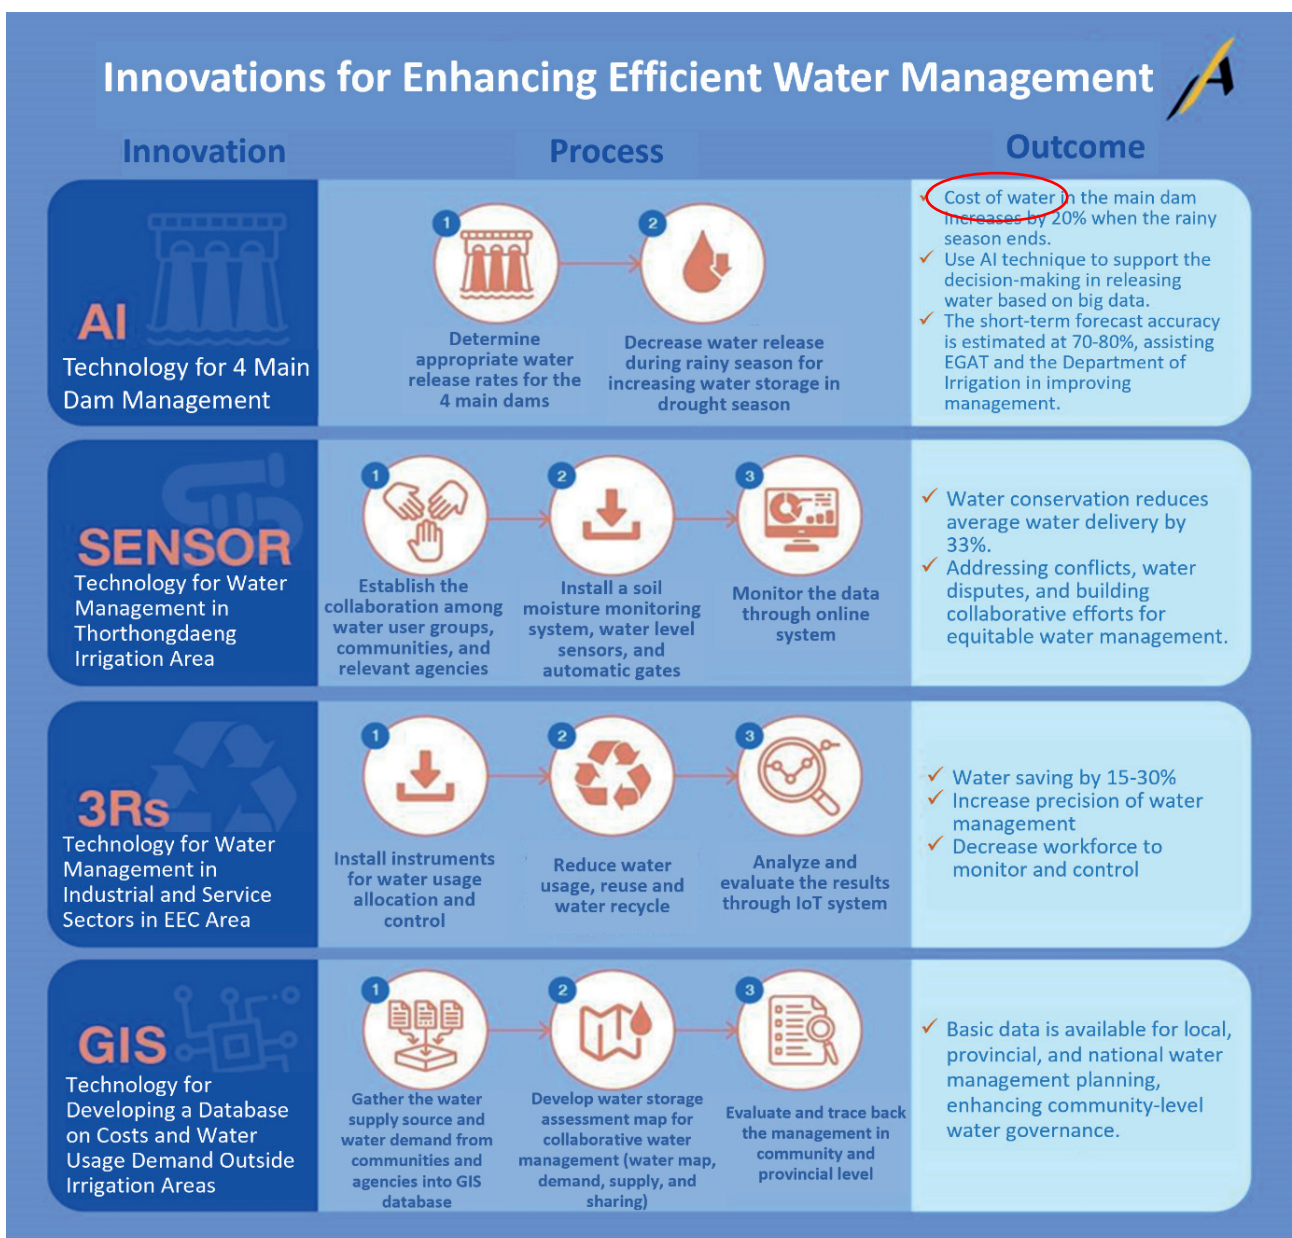 Innovations for Enhancing Efficient Water Management
Innovation
Process
Outcome
AI
Technology for 4 Main
Dam Management
1
Determine
appropriate water
release rates for the
4 main dams
2
Decrease water release
during rainy season for
increasing water storage in
drought season
Cost of water in the main dam
increases by 20% when the rainy
season ends.
Use AI technique to support the
decision-making in releasing
water based on big data.
The short-term forecast accuracy
is estimated at 70-80%, assisting
EGAT and the Department of
Irrigation in improving
management.
SENSOR
Technology for Water
Management in
Thorthongdaeng
Irrigation Area
1
Establish the
collaboration among
water user groups,
communities, and
relevant agencies
2
Install a soil
moisture monitoring
system, water level
sensors, and
automatic gates
3
Monitor the data
through online
system
Water conservation reduces
average water delivery by
33%.
Addressing conflicts, water
disputes, and building
collaborative efforts for
equitable water management.
3Rs
Technology for Water
Management in
Industrial and Service
Sectors in EEC Area
1
Install instruments
for water usage
allocation and
control
2
Reduce water
usage, reuse and
water recycle
3
Analyze and
evaluate the results
through IoT system
Water saving by 15-30%
Increase precision of water
management
Decrease workforce to
monitor and control
GIS
Technology for
Developing a Database
on Costs and Water
Usage Demand Outside
Irrigation Areas
1
Gather the water
supply source and
water demand from
communities and
agencies into GIS
database
2
Develop water storage
assessment map for
collaborative water
management (water map,
demand, supply, and
sharing)
3
Evaluate and trace back
the management in
community and
provincial level
Basic data is available for local,
provincial, and national water
management planning,
enhancing community-level
water governance.